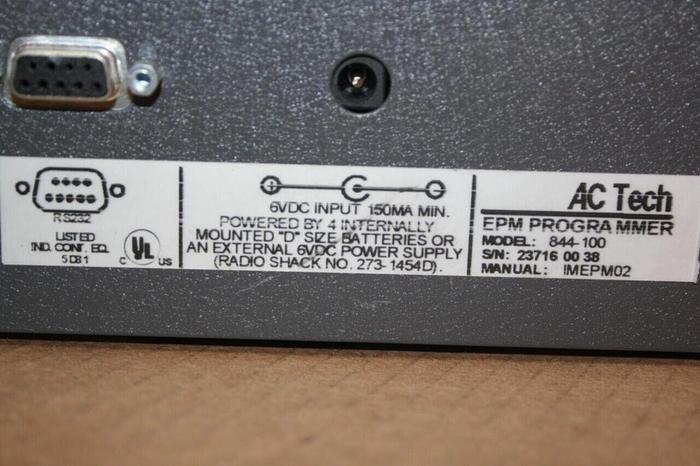 RS232
LISTED
IND. CONT. EQ.
5D81
C UL US
6VDC INPUT 150MA MIN.
POWERED BY 4 INTERNALLY
MOUNTED "D" SIZE BATTERIES OR
AN EXTERNAL 6VDC POWER SUPPLY
(RADIO SHACK NO. 273-1454D).
AC Tech
EPM PROGRAMMER
MODEL: 844-100
S/N: 23716 00 38
MANUAL: IMEPM02